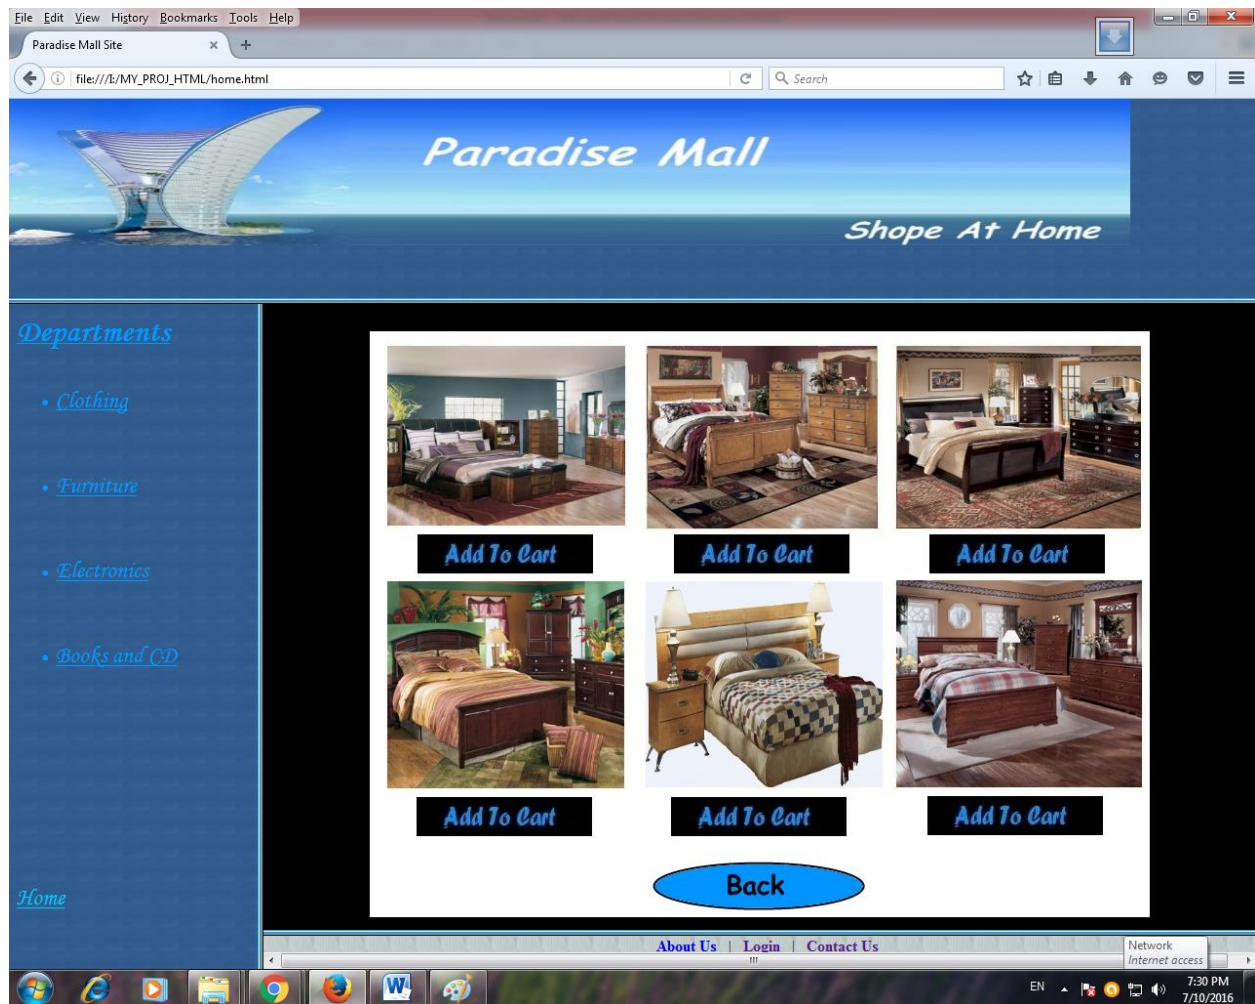 File Edit View History Bookmarks Tools Help
Paradise Mall Site
file:///I:/MY_PROJ_HTML/home.html
Search
Paradise Mall
Shope At Home
Departments
Clothing
Furniture
Electronics
Books and CD
Home
Add To Cart Add To Cart Add To Cart
Add To Cart Add To Cart Add To Cart
Back
About Us | Login | Contact Us
Network
Internet access
EN
7:30 PM
7/10/2016